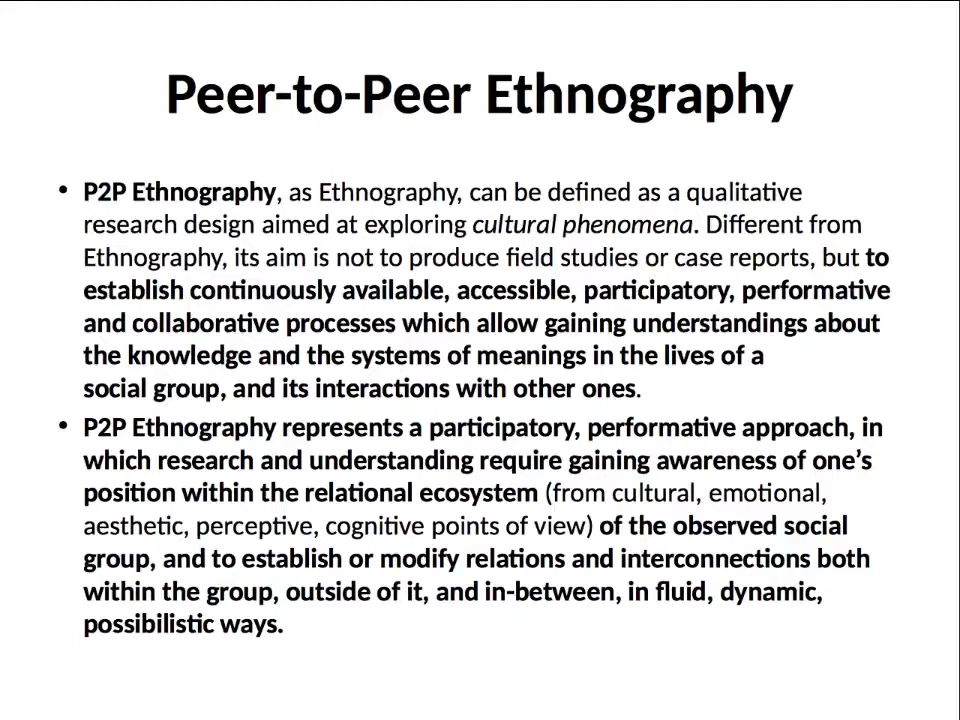 Peer-to-Peer Ethnography
• P2P Ethnography, as Ethnography, can be defined as a qualitative
research design aimed at exploring cultural phenomena. Different from
Ethnography, its aim is not to produce field studies or case reports, but to
establish continuously available, accessible, participatory, performative
and collaborative processes which allow gaining understandings about
the knowledge and the systems of meanings in the lives of a
social group, and its interactions with other ones.
• P2P Ethnography represents a participatory, performative approach, in
which research and understanding require gaining awareness of one's
position within the relational ecosystem (from cultural, emotional,
aesthetic, perceptive, cognitive points of view) of the observed social
group, and to establish or modify relations and interconnections both
within the group, outside of it, and in-between, in fluid, dynamic,
possibilistic ways.